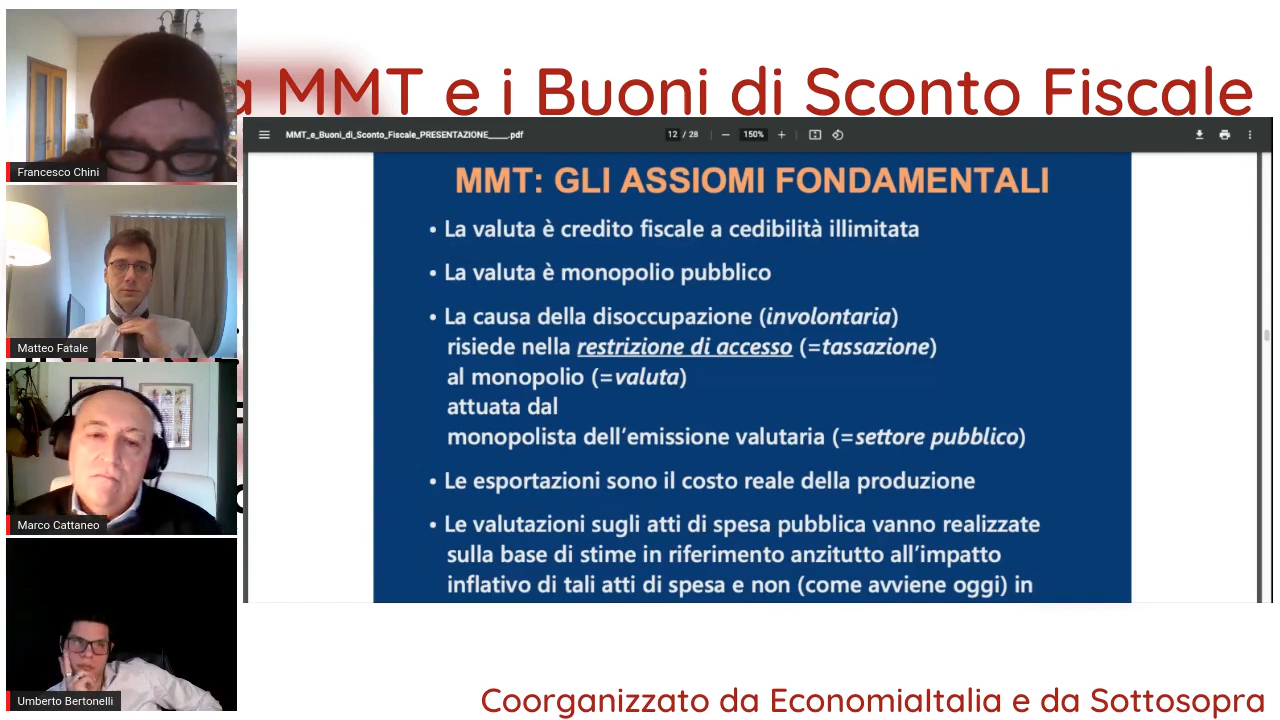 a MMT e i Buoni di Sconto Fiscale
MMT_e_Buoni_di_Sconto_Fiscale_PRESENTAZIONE____.pdf
12 / 28
150%
MMT: GLI ASSIOMI FONDAMENTALI
• La valuta è credito fiscale a cedibilità illimitata
• La valuta è monopolio pubblico
• La causa della disoccupazione (involontaria)
risiede nella restrizione di accesso (=tassazione)
al monopolio (=valuta)
attuata dal
monopolista dell’emissione valutaria (=settore pubblico)
• Le esportazioni sono il costo reale della produzione
• Le valutazioni sugli atti di spesa pubblica vanno realizzate
sulla base di stime in riferimento anzitutto all’impatto
inflativo di tali atti di spesa e non (come avviene oggi) in
Francesco Chini
Matteo Fatale
Marco Cattaneo
Umberto Bertonelli
Coorganizzato da EconomiaItalia e da Sottosopra